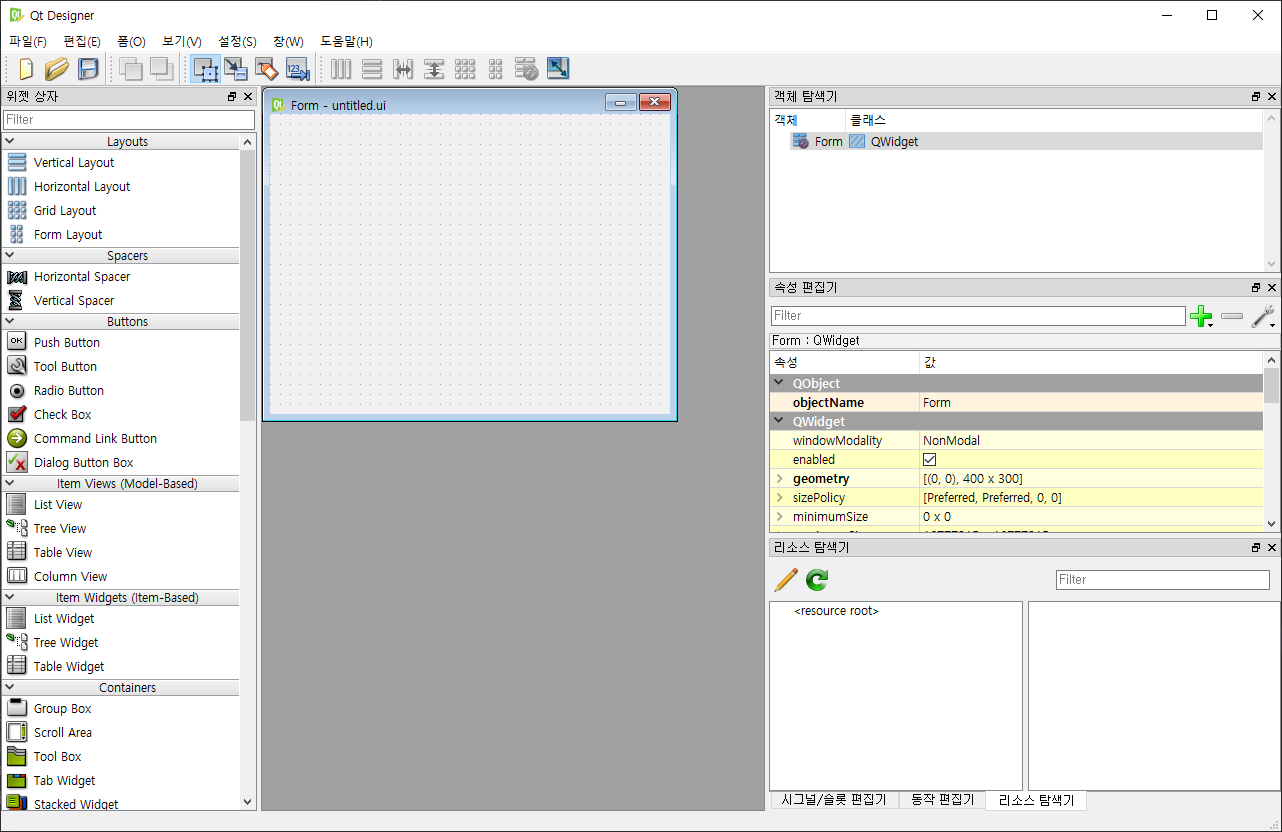 Qt Designer
파일(F) 편집(E) 폼(O) 보기(V) 설정(S) 창(W) 도움말(H)
123
위젯 상자
Filter
Layouts
Vertical Layout
Horizontal Layout
Grid Layout
Form Layout
Spacers
Horizontal Spacer
Vertical Spacer
Buttons
OK Push Button
Tool Button
Radio Button
Check Box
Command Link Button
Dialog Button Box
Item Views (Model-Based)
List View
Tree View
Table View
Column View
Item Widgets (Item-Based)
List Widget
Tree Widget
Table Widget
Containers
Group Box
Scroll Area
Tool Box
Tab Widget
Stacked Widget
Qt Form - untitled.ui
객체 탐색기
객체 클래스
Form QWidget
속성 편집기
Filter
Form : QWidget
속성 값
QObject
objectName Form
QWidget
windowModality NonModal
enabled
geometry [(0, 0), 400 x 300]
sizePolicy [Preferred, Preferred, 0, 0]
minimumSize 0 x 0
리소스 탐색기
Filter
<resource root>
시그널/슬롯 편집기 동작 편집기 리소스 탐색기